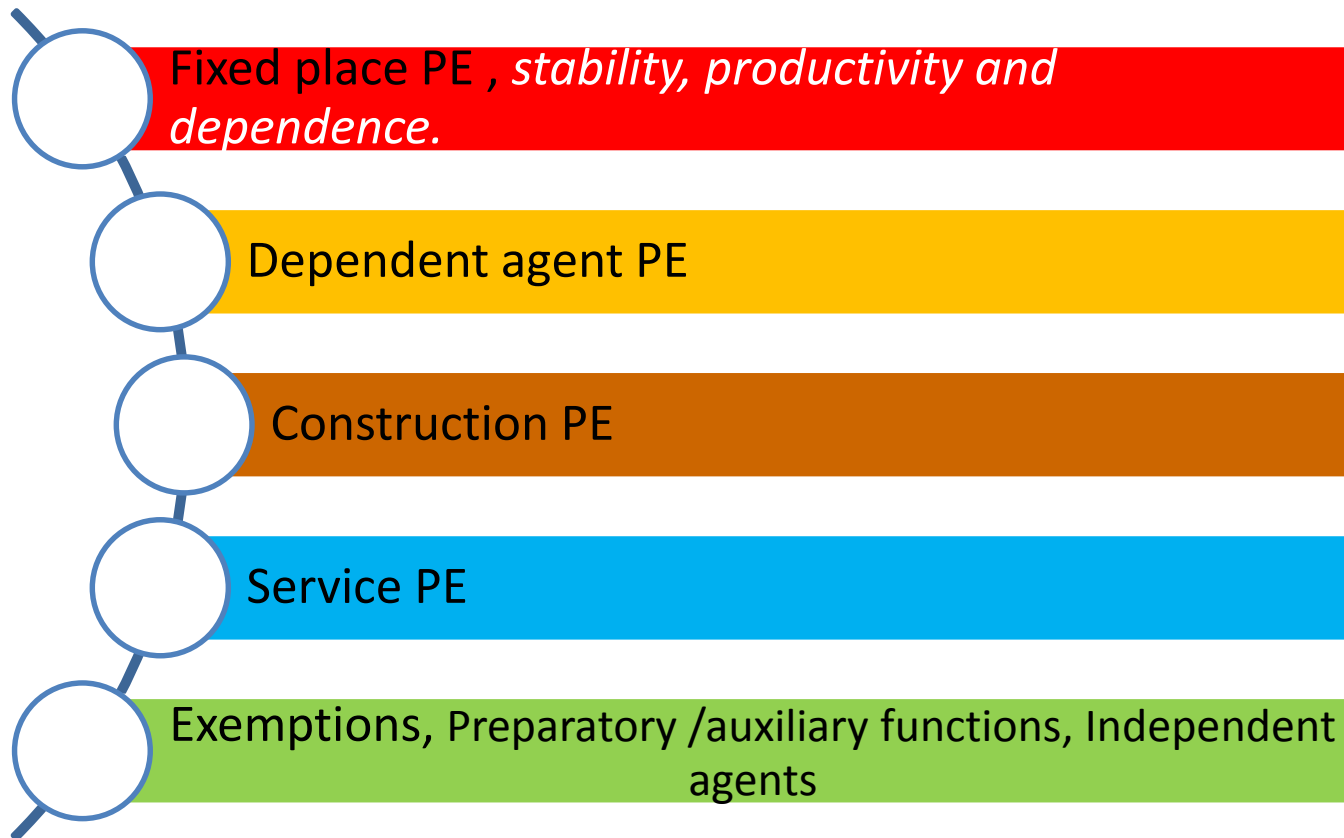 Fixed place PE , stability, productivity and
dependence.
Dependent agent PE
Construction PE
Service PE
Exemptions, Preparatory /auxiliary functions, Independent
agents